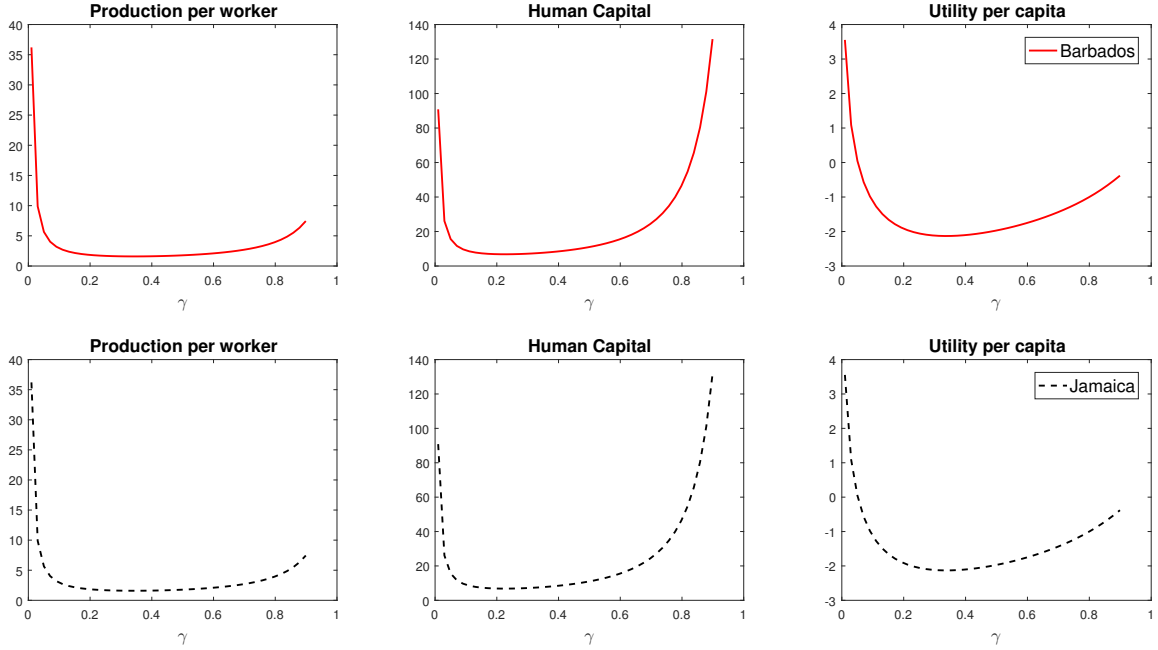 Production per worker
40
35
30
25
20
15
10
5
0
0 0.2 0.4 0.6 0.8 1
γ
Human Capital
140
120
100
80
60
40
20
0
0 0.2 0.4 0.6 0.8 1
γ
Utility per capita
Barbados
4
3
2
1
0
-1
-2
-3
0 0.2 0.4 0.6 0.8 1
γ
Production per worker
40
35
30
25
20
15
10
5
0
0 0.2 0.4 0.6 0.8 1
γ
Human Capital
140
120
100
80
60
40
20
0
0 0.2 0.4 0.6 0.8 1
γ
Utility per capita
Jamaica
4
3
2
1
0
-1
-2
-3
0 0.2 0.4 0.6 0.8 1
γ